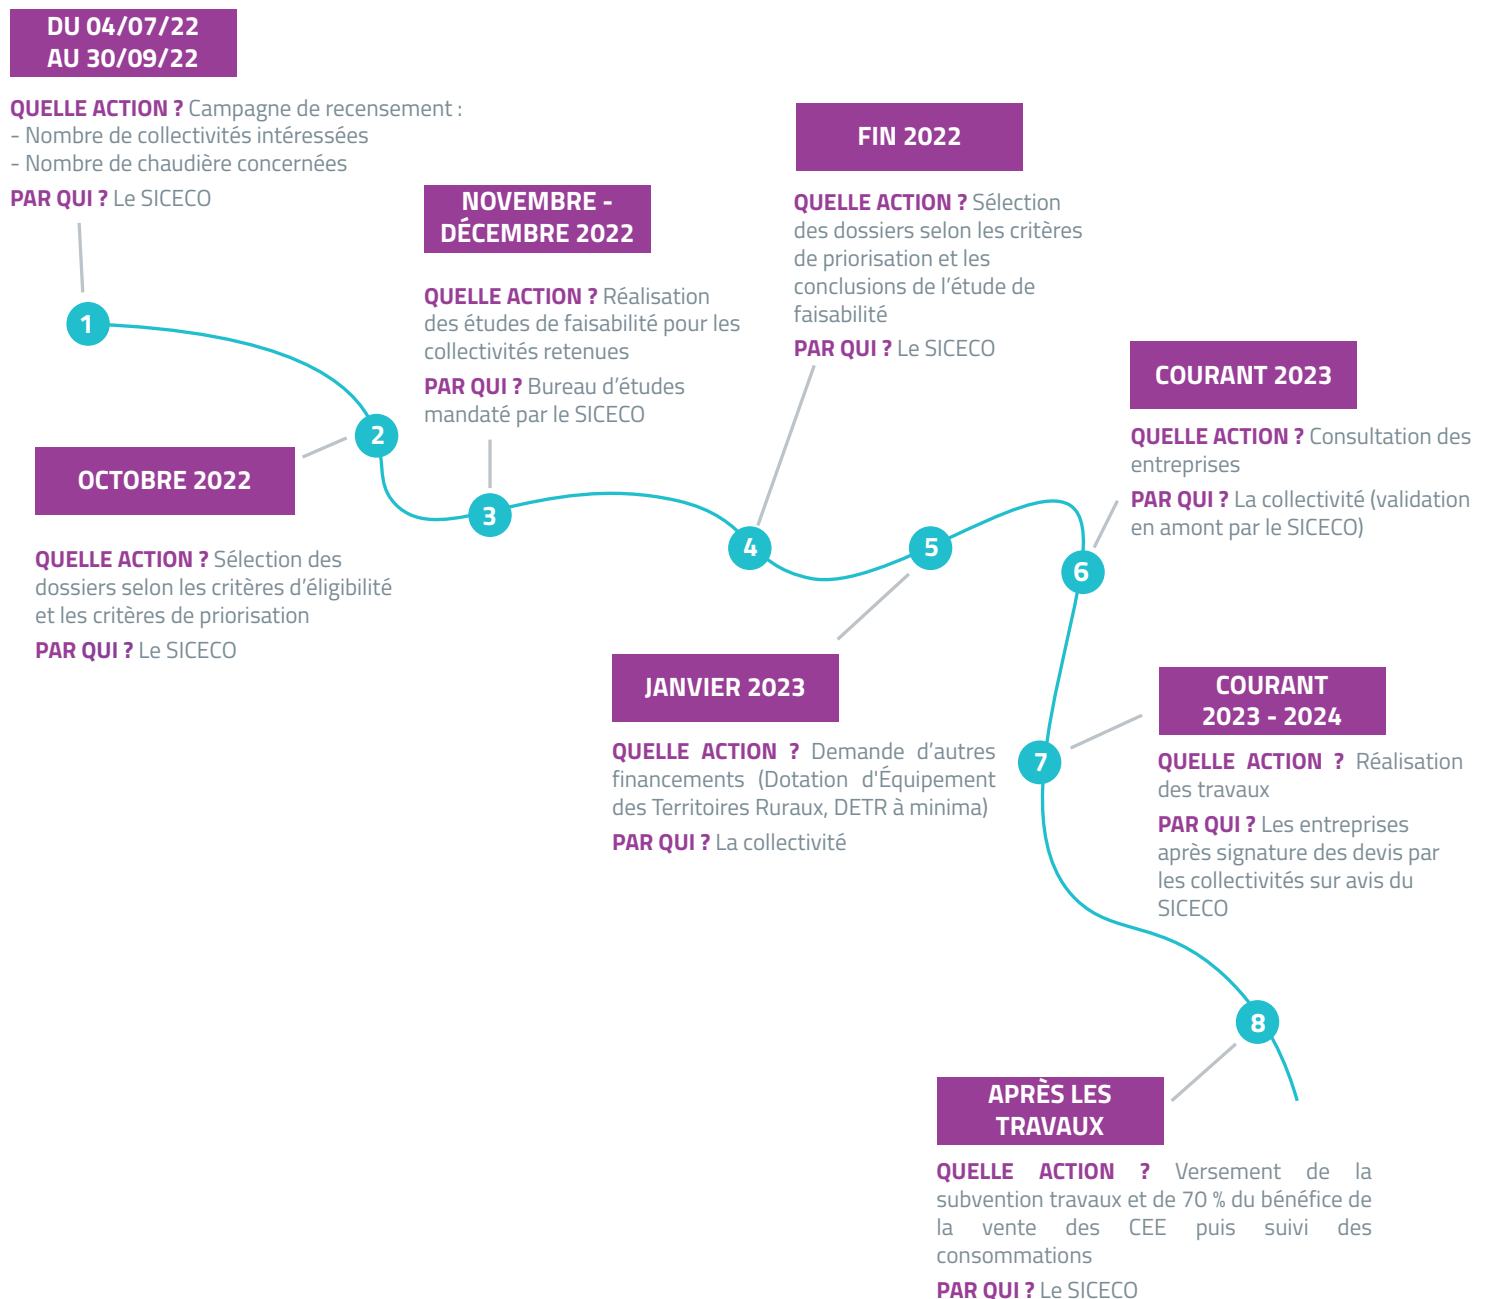 DU 04/07/22
AU 30/09/22
QUELLE ACTION ? Campagne de recensement :
- Nombre de collectivités intéressées
- Nombre de chaudière concernées
PAR QUI ? Le SICECO
1
OCTOBRE 2022
QUELLE ACTION ? Sélection des
dossiers selon les critères d’éligibilité
et les critères de priorisation
PAR QUI ? Le SICECO
2
NOVEMBRE -
DÉCEMBRE 2022
QUELLE ACTION ? Réalisation
des études de faisabilité pour les
collectivités retenues
PAR QUI ? Bureau d’études
mandaté par le SICECO
3
FIN 2022
QUELLE ACTION ? Sélection
des dossiers selon les critères
de priorisation et les
conclusions de l’étude de
faisabilité
PAR QUI ? Le SICECO
4
JANVIER 2023
QUELLE ACTION ? Demande d’autres
financements (Dotation d'Équipement
des Territoires Ruraux, DETR à minima)
PAR QUI ? La collectivité
5
COURANT 2023
QUELLE ACTION ? Consultation des
entreprises
PAR QUI ? La collectivité (validation
en amont par le SICECO)
6
COURANT
2023 - 2024
QUELLE ACTION ? Réalisation
des travaux
PAR QUI ? Les entreprises
après signature des devis par
les collectivités sur avis du
SICECO
7
8
APRÈS LES
TRAVAUX
QUELLE ACTION ? Versement de la
subvention travaux et de 70 % du bénéfice de
la vente des CEE puis suivi des
consommations
PAR QUI ? Le SICECO